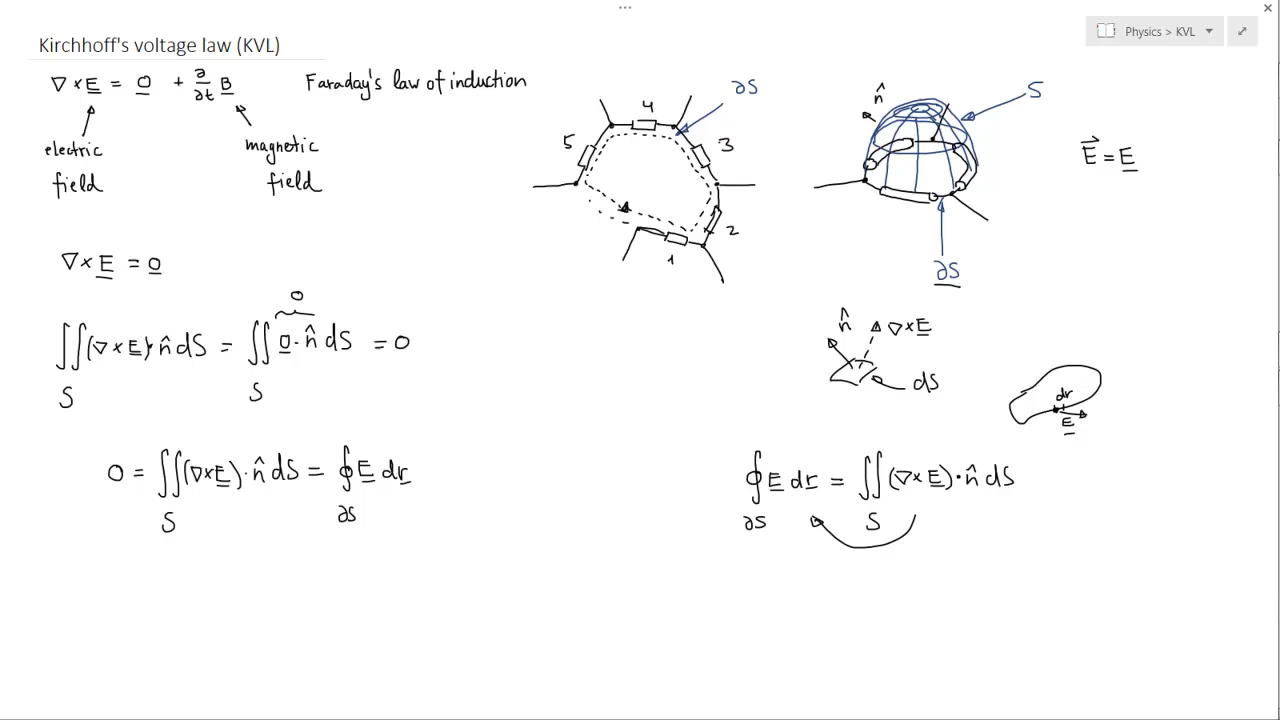 Physics > KVL
Kirchhoff's voltage law (KVL)
∇ × E = 0 + ∂/∂t B
Faraday's law of induction
electric field
magnetic field
∇ × E = 0
∬(∇ × E) · n̂ dS = ∬ 0 · n̂ dS = 0
S
S
0
0 = ∬(∇ × E) · n̂ dS = ∮ E dr
S
∂S
∂S
4
5
3
2
1
n̂
S
∂S
E⃗ = E
n̂
∇ × E
dS
dr
E
∮ E dr = ∬ (∇ × E) · n̂ dS
∂S
S